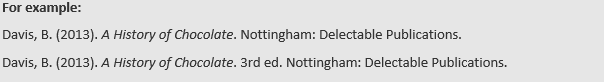 For example:
Davis, B. (2013). A History of Chocolate. Nottingham: Delectable Publications.
Davis, B. (2013). A History of Chocolate. 3rd ed. Nottingham: Delectable Publications.